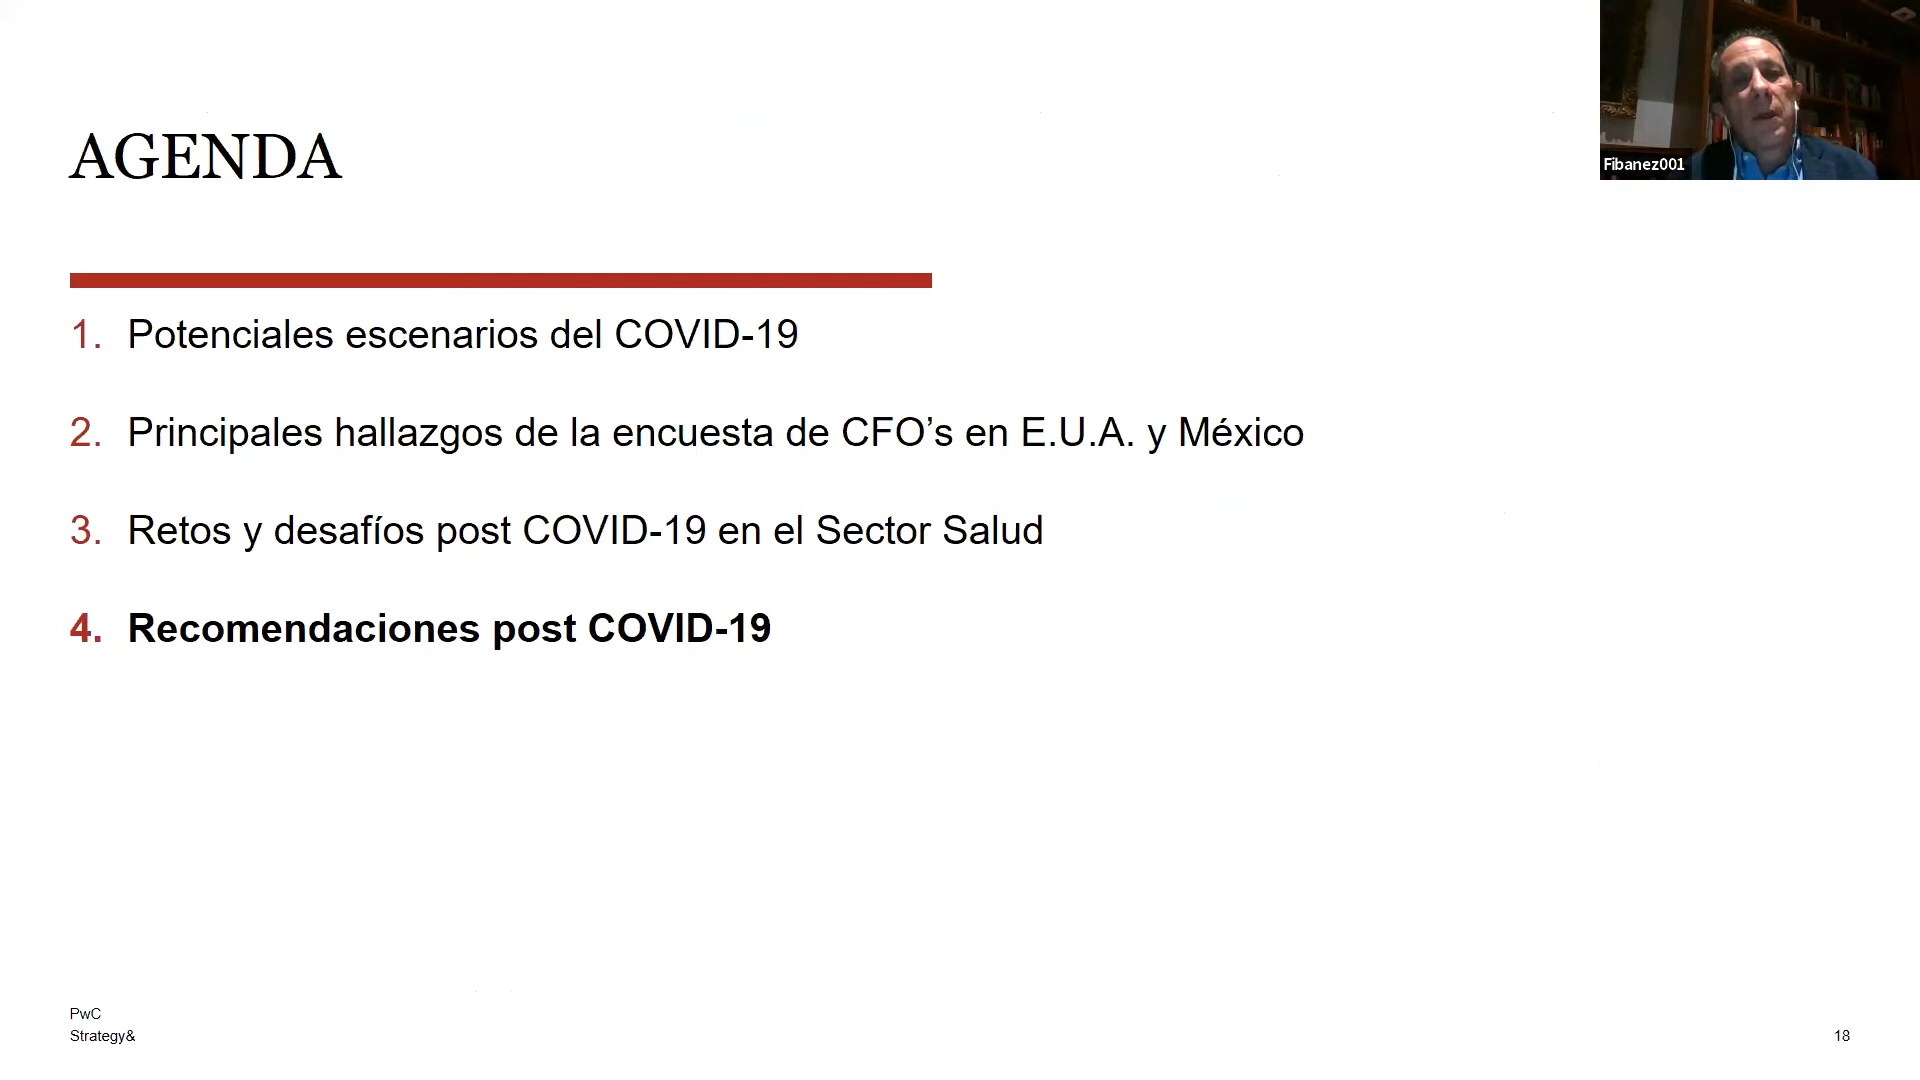 AGENDA
Fibanez001
1. Potenciales escenarios del COVID-19
2. Principales hallazgos de la encuesta de CFO’s en E.U.A. y México
3. Retos y desafíos post COVID-19 en el Sector Salud
4. Recomendaciones post COVID-19
PwC
Strategy&
18